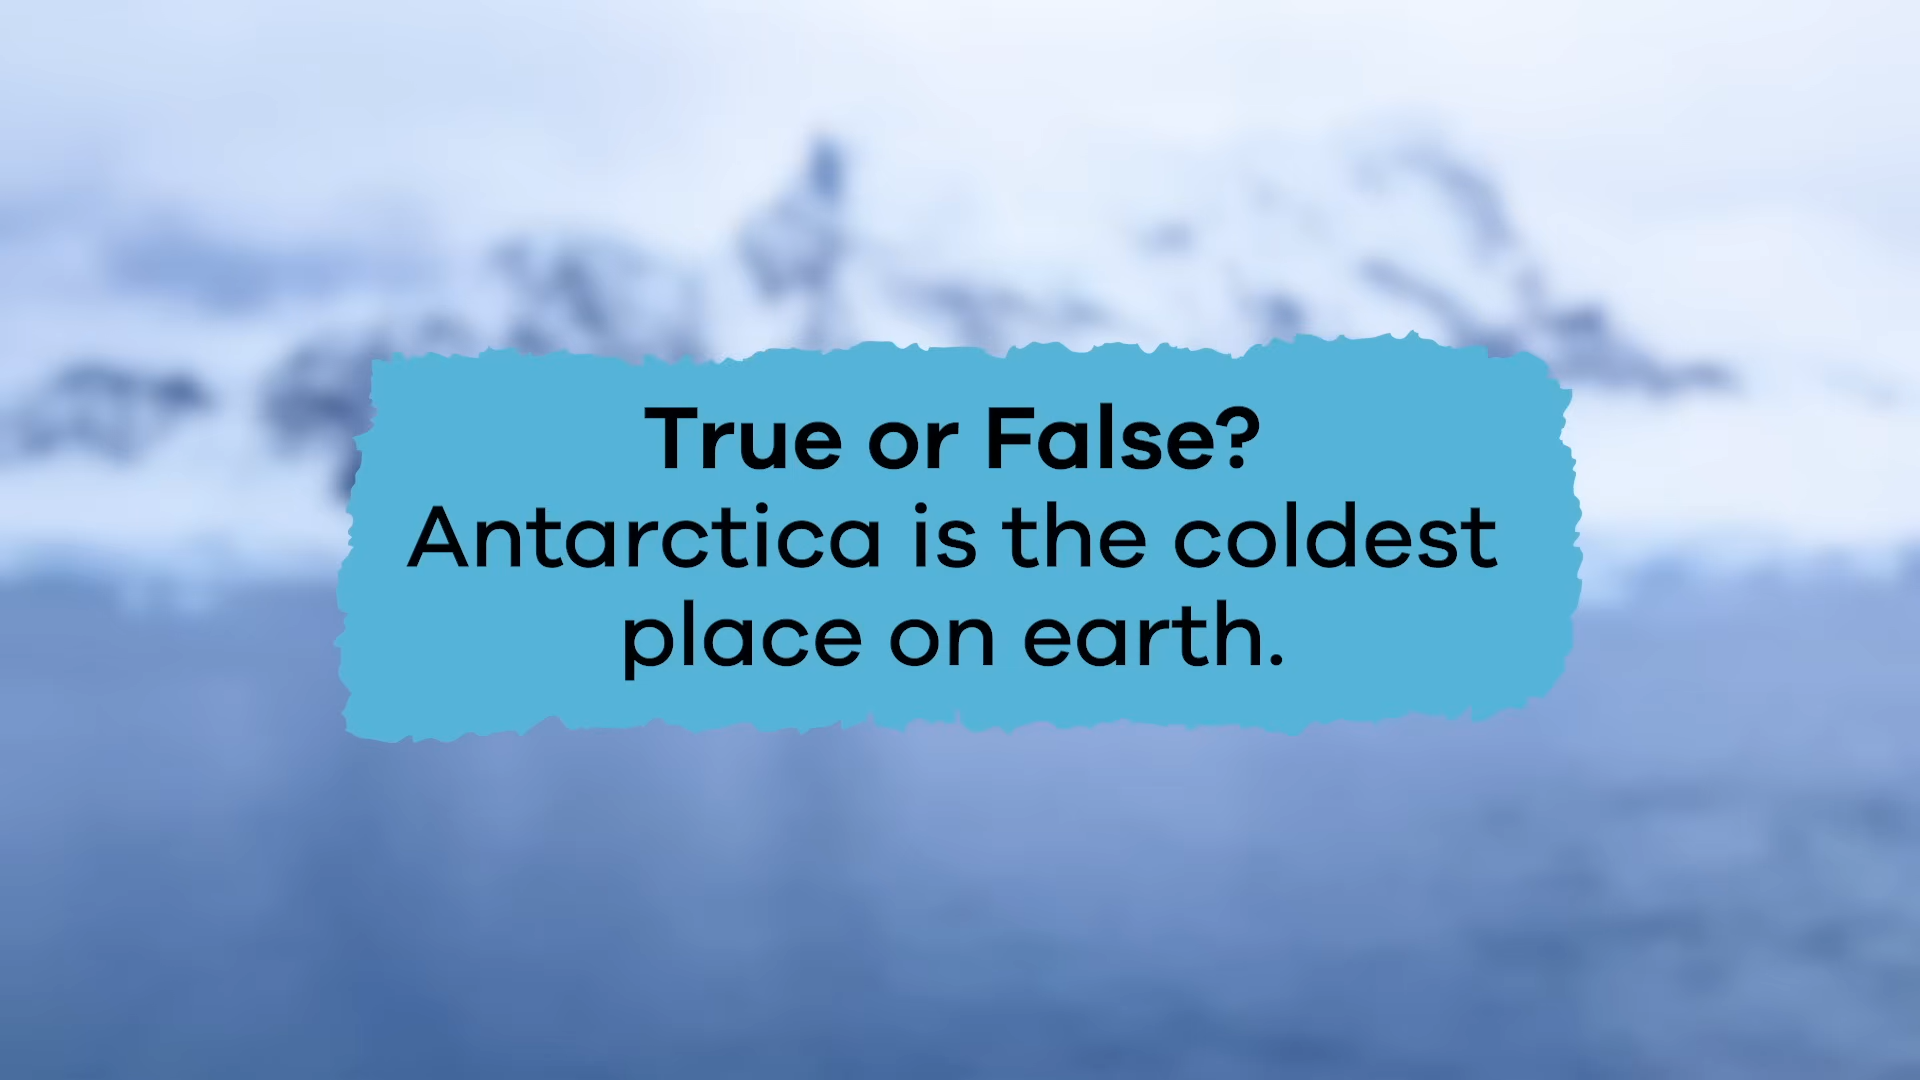 True or False?
Antarctica is the coldest
place on earth.